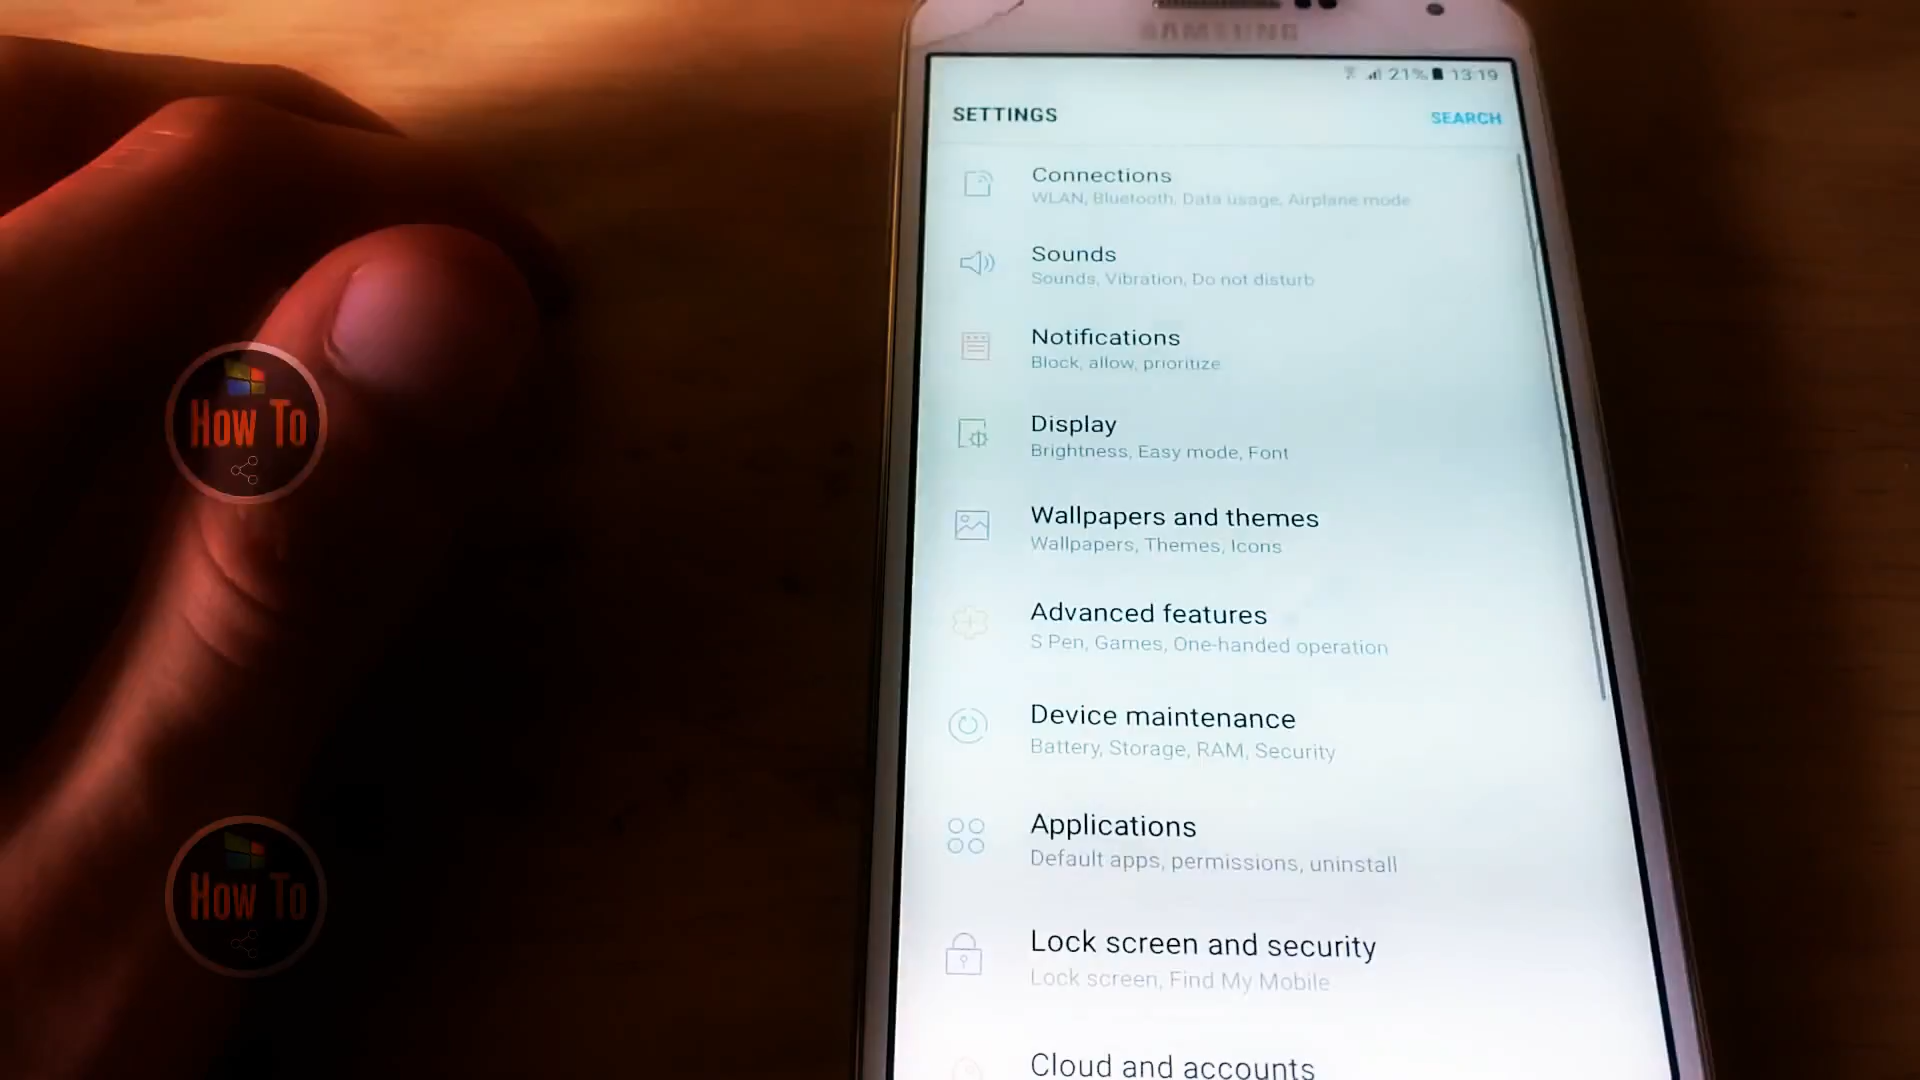 SAMSUNG
21% 13:19
SETTINGS
SEARCH
Connections
WLAN, Bluetooth, Data usage, Airplane mode
Sounds
Sounds, Vibration, Do not disturb
Notifications
Block, allow, prioritize
Display
Brightness, Easy mode, Font
Wallpapers and themes
Wallpapers, Themes, Icons
Advanced features
S Pen, Games, One-handed operation
Device maintenance
Battery, Storage, RAM, Security
Applications
Default apps, permissions, uninstall
Lock screen and security
Lock screen, Find My Mobile
Cloud and accounts
How To
How To